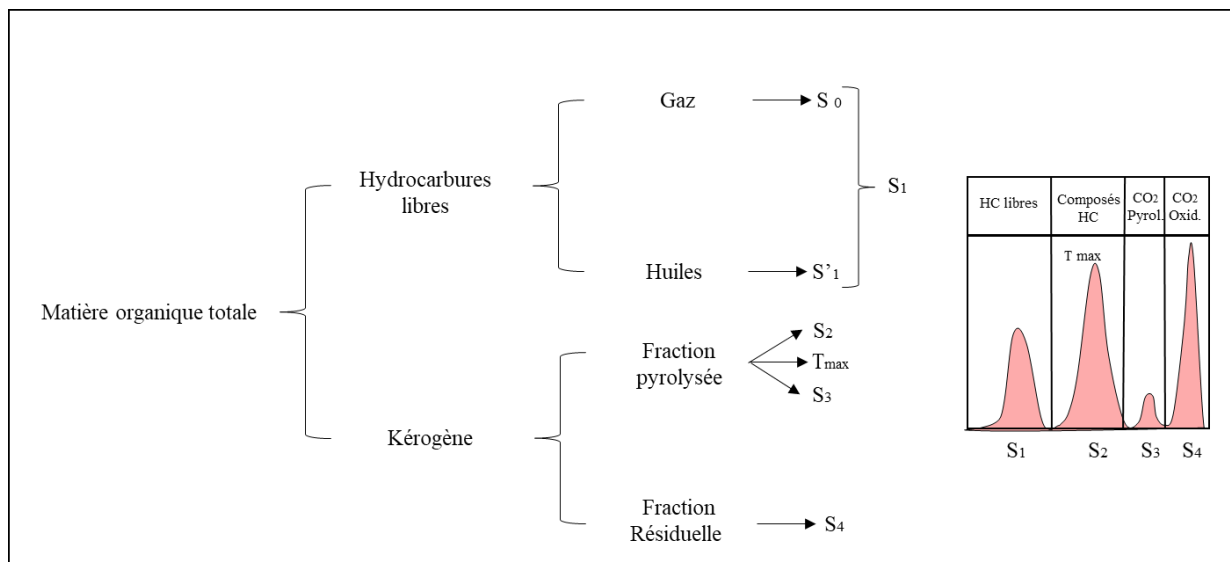 Gaz
S 0
Hydrocarbures
libres
S1
Huiles
S’1
Matière organique totale
Fraction
pyrolysée
S2
Tmax
S3
Kérogène
Fraction
Résiduelle
S4
HC libres
Composés
HC
CO2
Pyrol.
CO2
Oxid.
T max
S1
S2
S3
S4